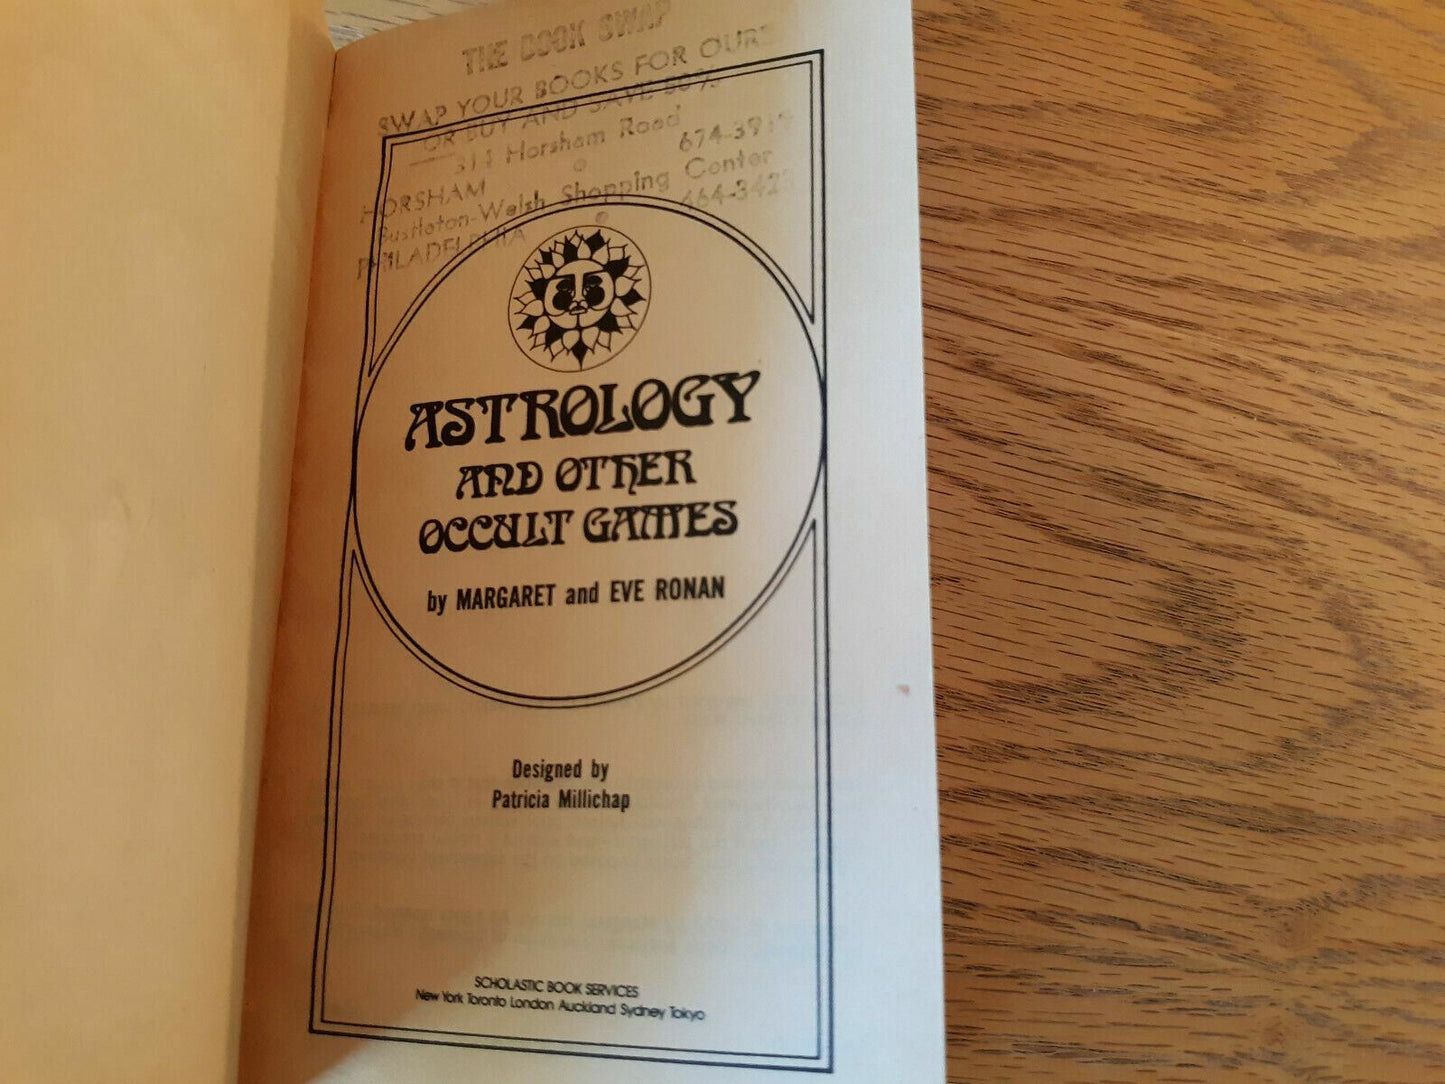 THE BOOK SWAP
SWAP YOUR BOOKS FOR OURS
OR BUY AND SAVE 50%
Horsham Road
HORSHAM 674-3919
Bustleton-Welsh Shopping Center
PHILADELPHIA
ASTROLOGY
AND OTHER
OCCULT GAMES
by MARGARET and EVE RONAN
Designed by
Patricia Millichap
SCHOLASTIC BOOK SERVICES
New York Toronto London Auckland Sydney Tokyo